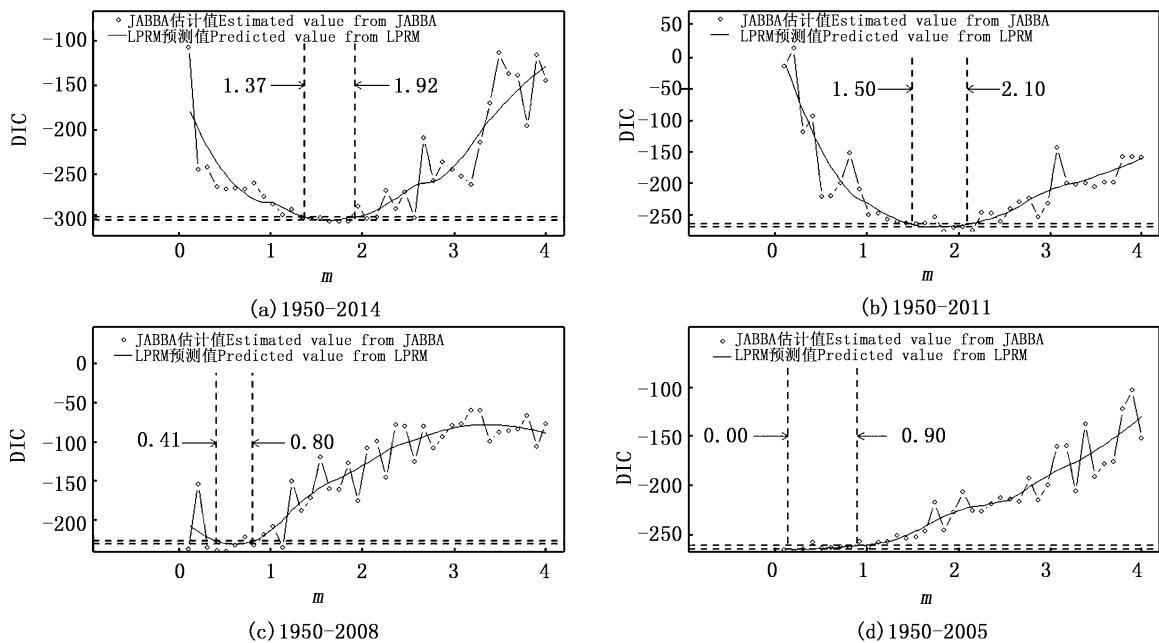 JABBA估计值Estimated value from JABBA
LPRM预测值Predicted value from LPRM
DIC
-100
-150
-200
-250
-300
1.37
1.92
0 1 2 3 4
m
(a)1950-2014
JABBA估计值Estimated value from JABBA
LPRM预测值Predicted value from LPRM
DIC
50
0
-50
-100
-150
-200
-250
1.50
2.10
0 1 2 3 4
m
(b)1950-2011
JABBA估计值Estimated value from JABBA
LPRM预测值Predicted value from LPRM
DIC
0
-50
-100
-150
-200
0.41
0.80
0 1 2 3 4
m
(c)1950-2008
JABBA估计值Estimated value from JABBA
LPRM预测值Predicted value from LPRM
DIC
-100
-150
-200
-250
0.00
0.90
0 1 2 3 4
m
(d)1950-2005